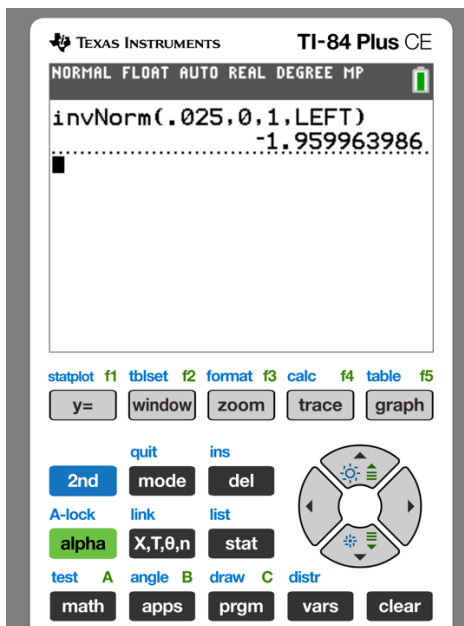 TEXAS INSTRUMENTS TI-84 Plus CE
NORMAL FLOAT AUTO REAL DEGREE MP
invNorm(.025,0,1,LEFT)
-1.959963986
statplot f1 tblset f2 format f3 calc f4 table f5
y= window zoom trace graph
quit ins
2nd mode del
A-lock link list
alpha X,T,θ,n stat
test A angle B draw C distr
math apps prgm vars clear